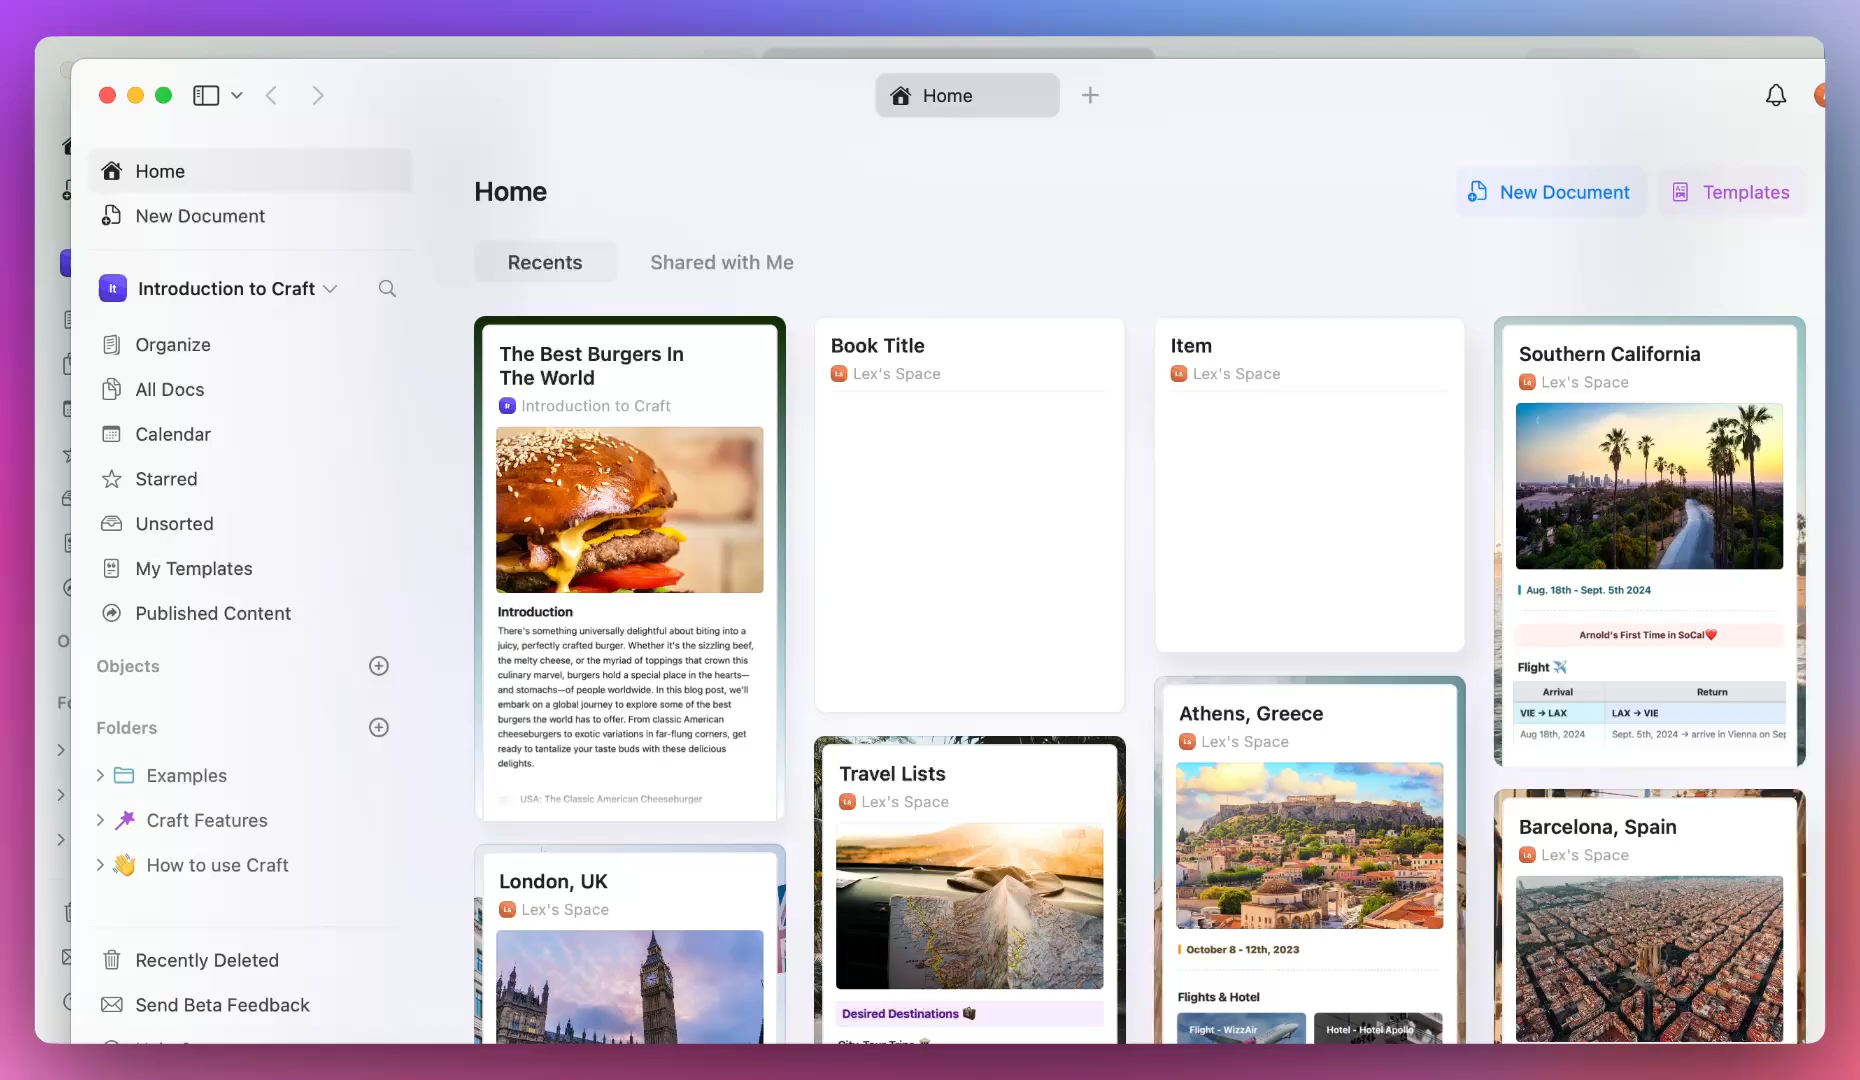 Home
Home
New Document
It
Introduction to Craft
Organize
All Docs
Calendar
Starred
Unsorted
My Templates
Published Content
Objects
Folders
Examples
Craft Features
How to use Craft
Recently Deleted
Send Beta Feedback
Home
New Document
Templates
Recents
Shared with Me
The Best Burgers In
The World
Introduction to Craft
Introduction
There's something universally delightful about biting into a
juicy, perfectly crafted burger. Whether it's the sizzling beef,
the melty cheese, or the myriad of toppings that crown this
culinary marvel, burgers hold a special place in the hearts—
and stomachs—of people worldwide. In this blog post, we'll
embark on a global journey to explore some of the best
burgers the world has to offer. From classic American
cheeseburgers to exotic variations in far-flung corners, get
ready to tantalize your taste buds with these delicious
delights.
USA: The Classic American Cheeseburger
London, UK
Lex's Space
Book Title
Lex's Space
Travel Lists
Lex's Space
Desired Destinations
Item
Lex's Space
Athens, Greece
Lex's Space
October 8 - 12th, 2023
Flights & Hotel
Flight - WizzAir
Hotel - Hotel Apollo
Southern California
Lex's Space
Aug. 18th - Sept. 5th 2024
Arnold's First Time in SoCal❤️
Flight ✈️
Arrival
Return
VIE → LAX
LAX → VIE
Aug 18th, 2024
Sept. 5th, 2024 → arrive in Vienna on Sep
Barcelona, Spain
Lex's Space